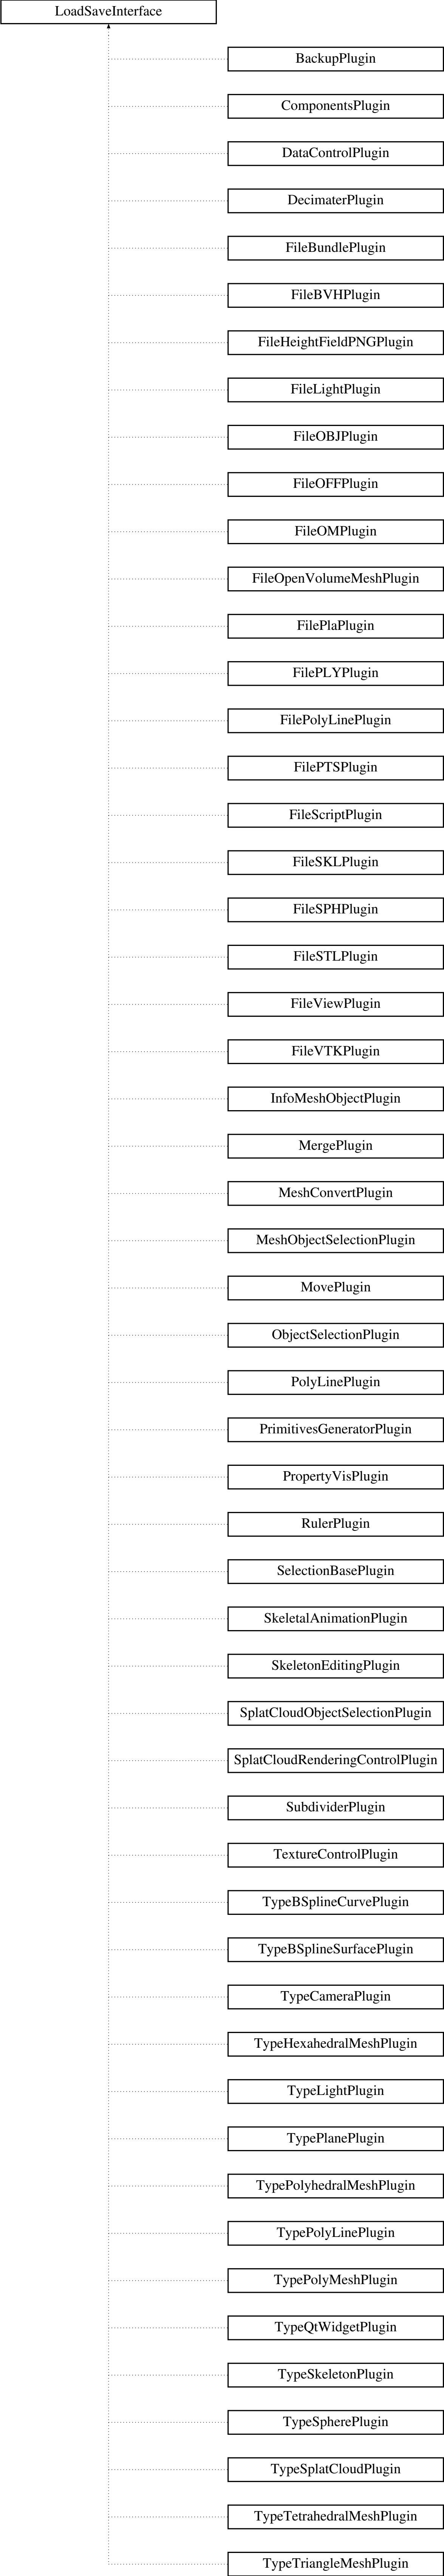 LoadSaveInterface
BackupPlugin
ComponentsPlugin
DataControlPlugin
DecimaterPlugin
FileBundlePlugin
FileBVHPlugin
FileHeightFieldPNGPlugin
FileLightPlugin
FileOBJPlugin
FileOFFPlugin
FileOMPlugin
FileOpenVolumeMeshPlugin
FilePlaPlugin
FilePLYPlugin
FilePolyLinePlugin
FilePTSPlugin
FileScriptPlugin
FileSKLPlugin
FileSPHPlugin
FileSTLPlugin
FileViewPlugin
FileVTKPlugin
InfoMeshObjectPlugin
MergePlugin
MeshConvertPlugin
MeshObjectSelectionPlugin
MovePlugin
ObjectSelectionPlugin
PolyLinePlugin
PrimitivesGeneratorPlugin
PropertyVisPlugin
RulerPlugin
SelectionBasePlugin
SkeletalAnimationPlugin
SkeletonEditingPlugin
SplatCloudObjectSelectionPlugin
SplatCloudRenderingControlPlugin
SubdividerPlugin
TextureControlPlugin
TypeBSplineCurvePlugin
TypeBSplineSurfacePlugin
TypeCameraPlugin
TypeHexahedralMeshPlugin
TypeLightPlugin
TypePlanePlugin
TypePolyhedralMeshPlugin
TypePolyLinePlugin
TypePolyMeshPlugin
TypeQtWidgetPlugin
TypeSkeletonPlugin
TypeSpherePlugin
TypeSplatCloudPlugin
TypeTetrahedralMeshPlugin
TypeTriangleMeshPlugin